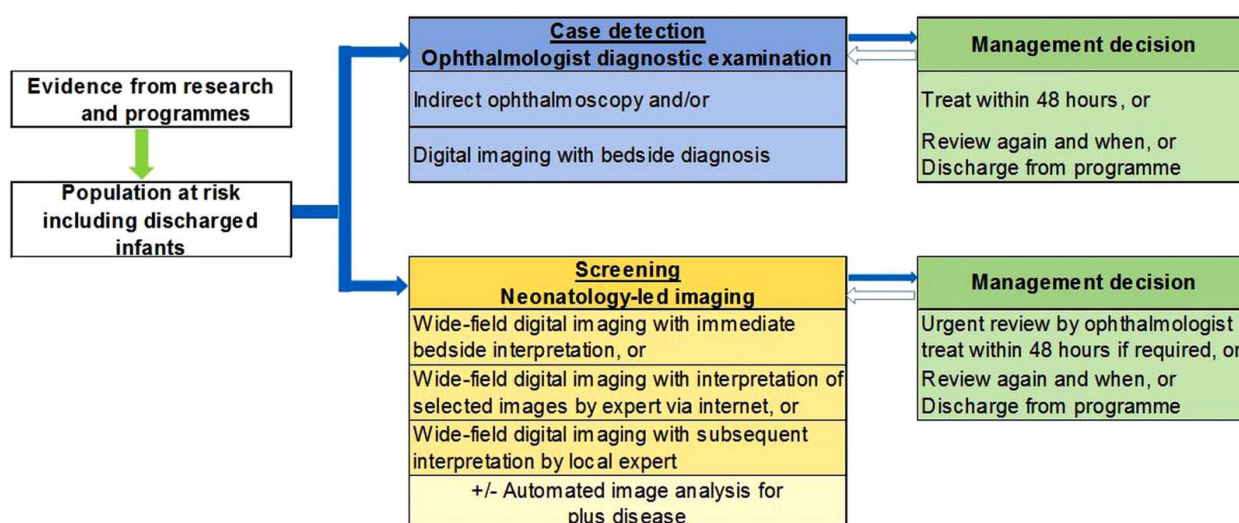 Evidence from research
and programmes
Population at risk
including discharged
infants
Case detection
Ophthalmologist diagnostic examination
Indirect ophthalmoscopy and/or
Digital imaging with bedside diagnosis
Management decision
Treat within 48 hours, or
Review again and when, or
Discharge from programme
Screening
Neonatology-led imaging
Wide-field digital imaging with immediate
bedside interpretation, or
Wide-field digital imaging with interpretation of
selected images by expert via internet, or
Wide-field digital imaging with subsequent
interpretation by local expert
+/- Automated image analysis for
plus disease
Management decision
Urgent review by ophthalmologist
treat within 48 hours if required, or
Review again and when, or
Discharge from programme